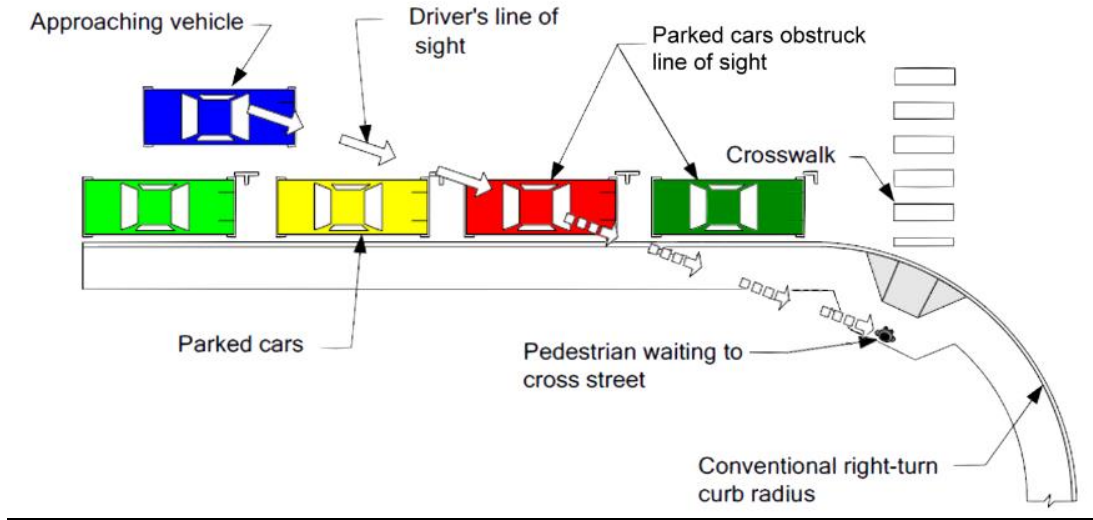 Approaching vehicle
Driver's line of
sight
Parked cars obstruck
line of sight
Crosswalk
Parked cars
Pedestrian waiting to
cross street
Conventional right-turn
curb radius